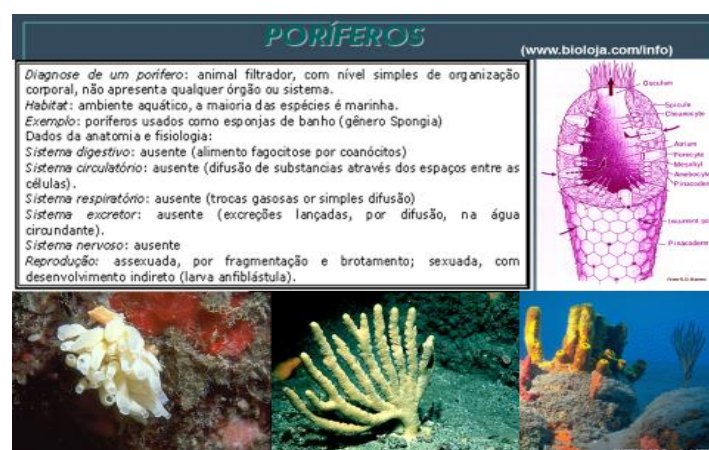 PORÍFEROS
(www.bioloja.com/info)
Diagnose de um porífero: animal filtrador, com nível simples de organização
corporal, não apresenta qualquer órgão ou sistema.
Habitat: ambiente aquático, a maioria das espécies é marinha.
Exemplo: poríferos usados como esponjas de banho (gênero Spongia)
Dados da anatomia e fisiologia:
Sistema digestivo: ausente (alimento fagocitose por coanócitos)
Sistema circulatório: ausente (difusão de substancias através dos espaços entre as
células).
Sistema respiratório: ausente (trocas gasosas or simples difusão)
Sistema excretor: ausente (excreções lançadas, por difusão, na água
circundante).
Sistema nervoso: ausente
Reprodução: assexuada, por fragmentação e brotamento; sexuada, com
desenvolvimento indireto (larva anfiblástula).
Osculum
Spicule
Choanocyte
Atrium
Porocyte
Mesohyl
Amebocyte
Pinacoderm
Incurrent po
Pinacoderm